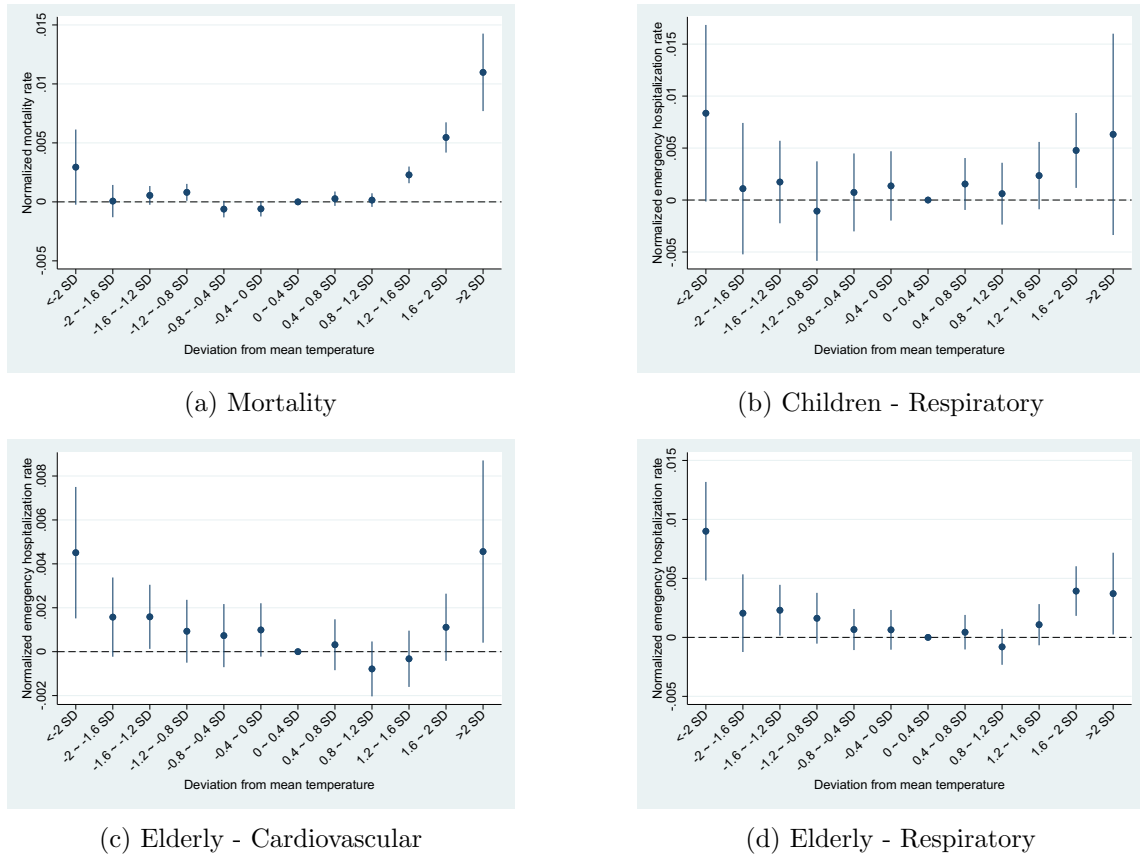 Normalized mortality rate
.015
.01
.005
0
-.005
<-2 SD
-2 ~ -1.6 SD
-1.6 ~ -1.2 SD
-1.2 ~ -0.8 SD
-0.8 ~ -0.4 SD
-0.4 ~ 0 SD
0 ~ 0.4 SD
0.4 ~ 0.8 SD
0.8 ~ 1.2 SD
1.2 ~ 1.6 SD
1.6 ~ 2 SD
>2 SD
Deviation from mean temperature
(a) Mortality
Normalized emergency hospitalization rate
.015
.01
.005
0
-.005
<-2 SD
-2 ~ -1.6 SD
-1.6 ~ -1.2 SD
-1.2 ~ -0.8 SD
-0.8 ~ -0.4 SD
-0.4 ~ 0 SD
0 ~ 0.4 SD
0.4 ~ 0.8 SD
0.8 ~ 1.2 SD
1.2 ~ 1.6 SD
1.6 ~ 2 SD
>2 SD
Deviation from mean temperature
(b) Children - Respiratory
Normalized emergency hospitalization rate
.008
.006
.004
.002
0
-.002
<-2 SD
-2 ~ -1.6 SD
-1.6 ~ -1.2 SD
-1.2 ~ -0.8 SD
-0.8 ~ -0.4 SD
-0.4 ~ 0 SD
0 ~ 0.4 SD
0.4 ~ 0.8 SD
0.8 ~ 1.2 SD
1.2 ~ 1.6 SD
1.6 ~ 2 SD
>2 SD
Deviation from mean temperature
(c) Elderly - Cardiovascular
Normalized emergency hospitalization rate
.015
.01
.005
0
-.005
<-2 SD
-2 ~ -1.6 SD
-1.6 ~ -1.2 SD
-1.2 ~ -0.8 SD
-0.8 ~ -0.4 SD
-0.4 ~ 0 SD
0 ~ 0.4 SD
0.4 ~ 0.8 SD
0.8 ~ 1.2 SD
1.2 ~ 1.6 SD
1.6 ~ 2 SD
>2 SD
Deviation from mean temperature
(d) Elderly - Respiratory